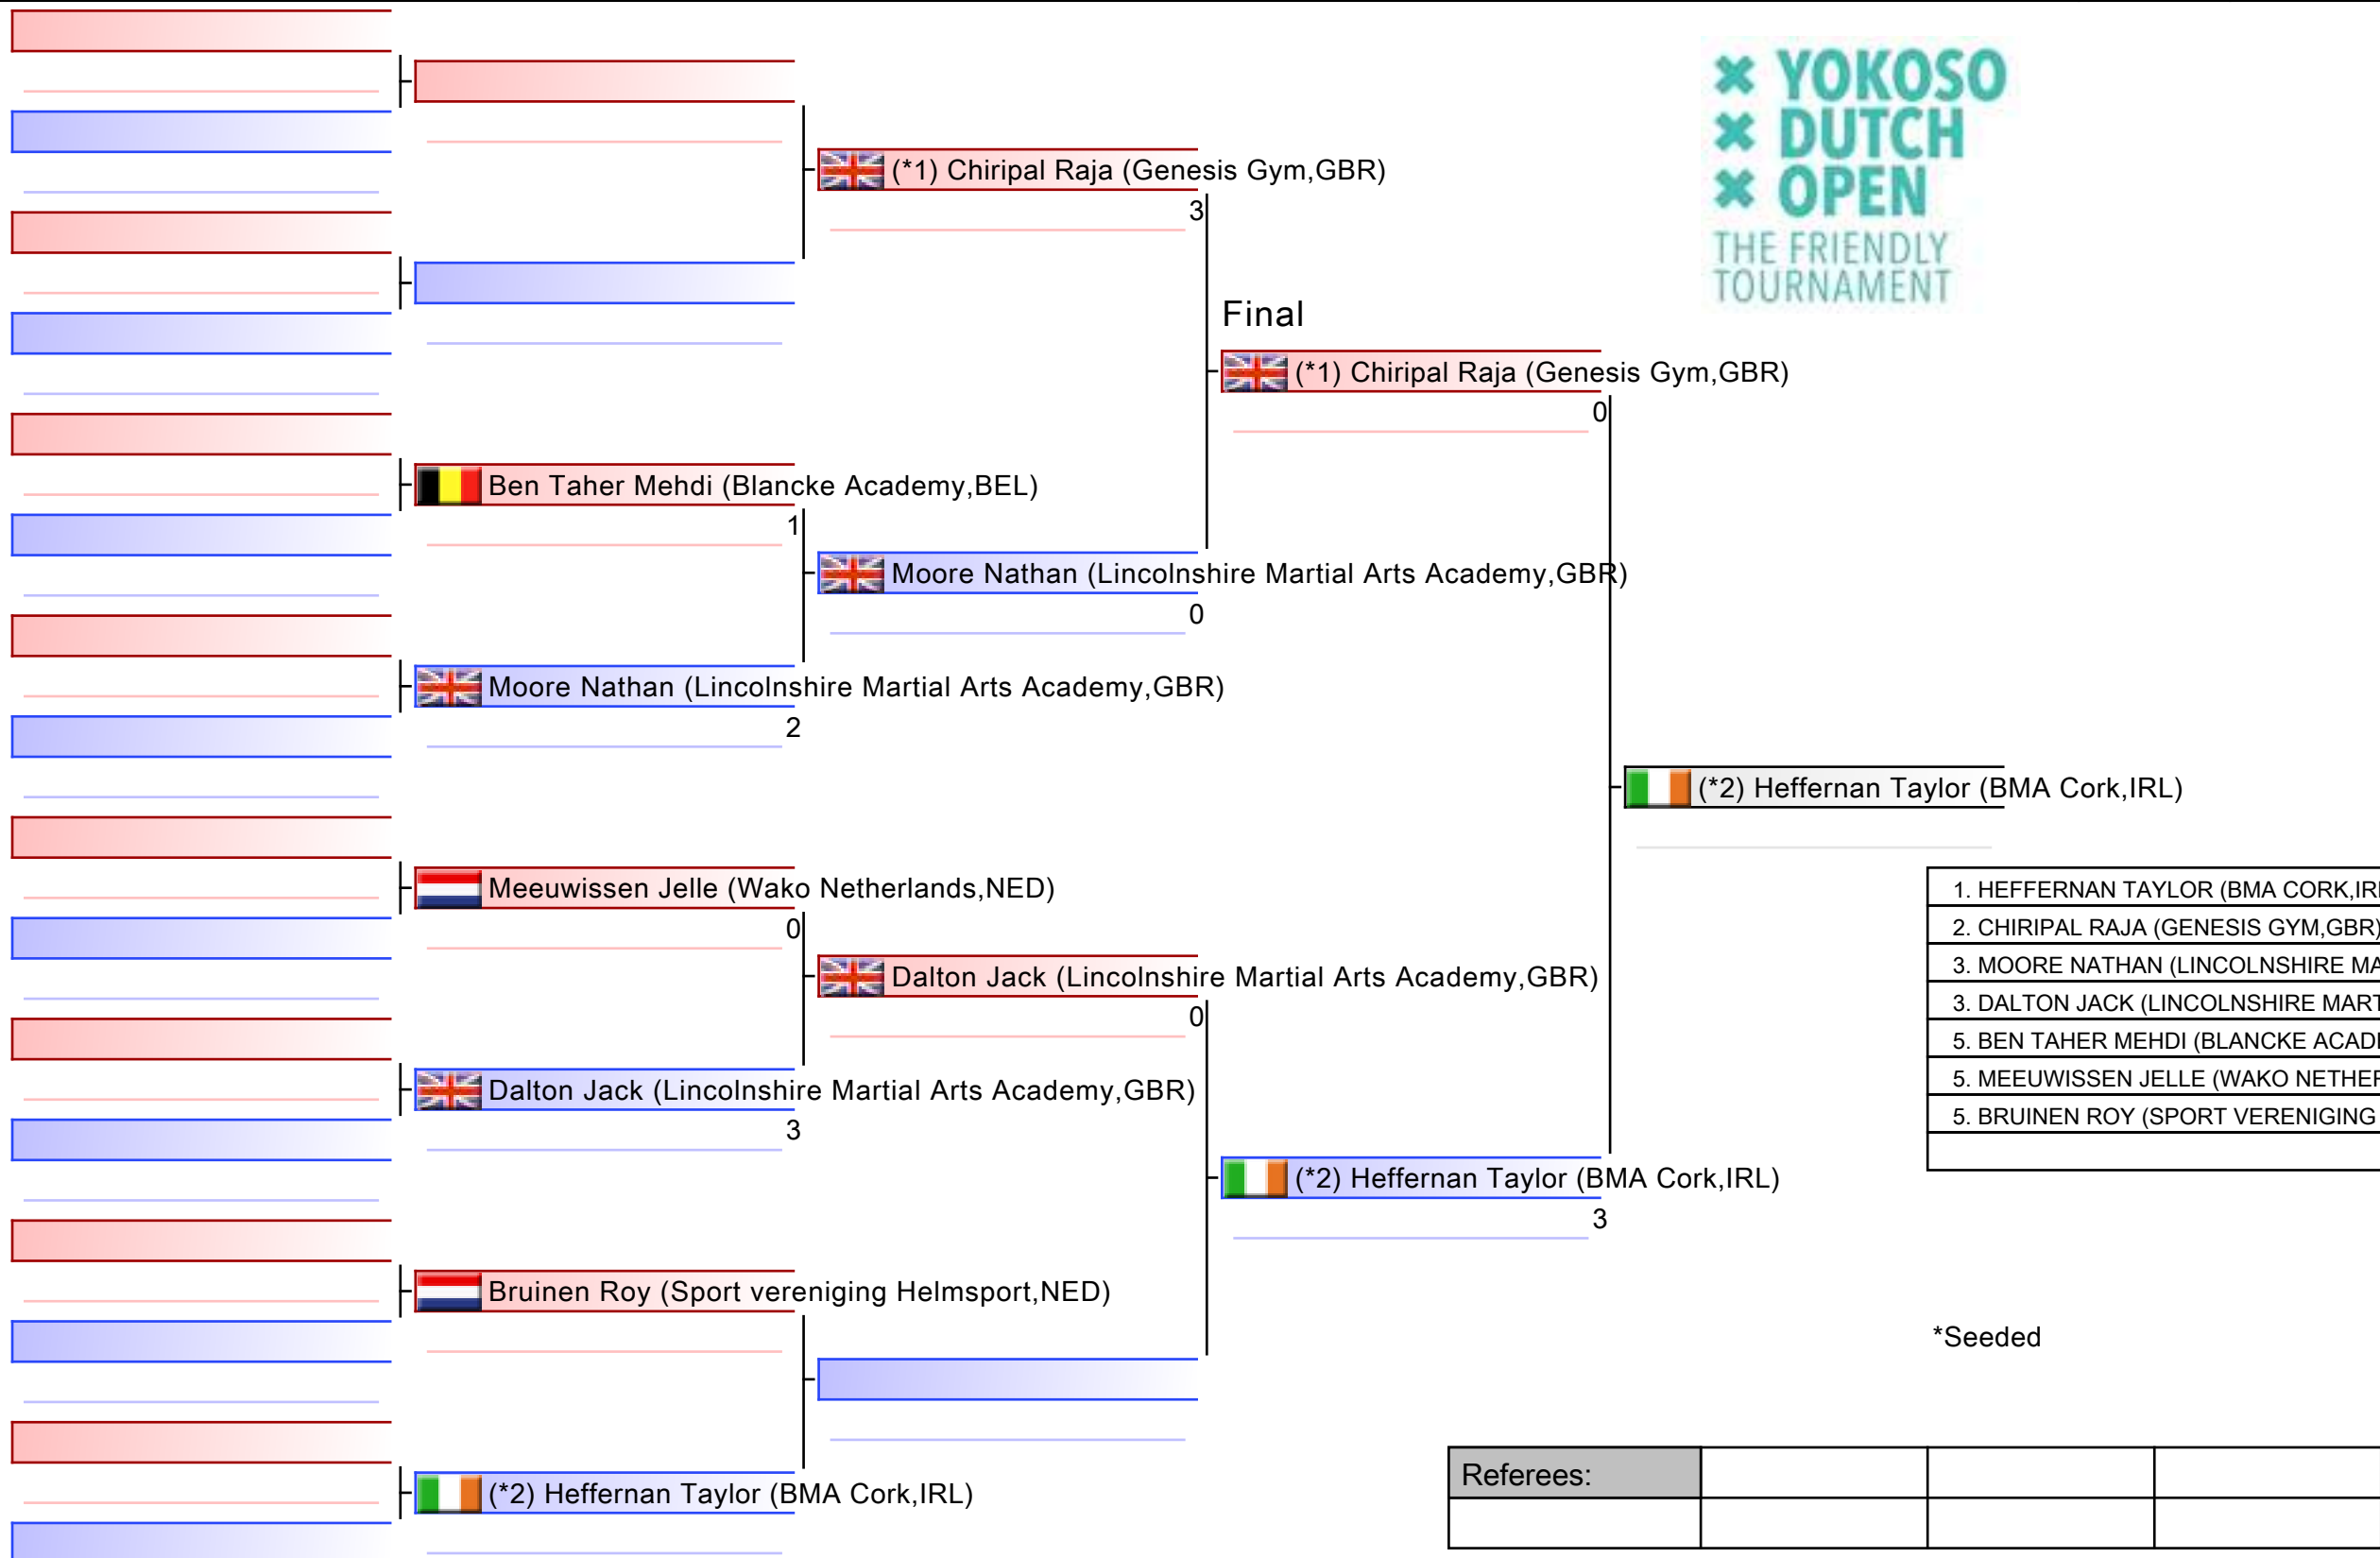 YOKOSO
DUTCH
OPEN
THE FRIENDLY
TOURNAMENT
(*1) Chiripal Raja (Genesis Gym,GBR)
3
Final
(*1) Chiripal Raja (Genesis Gym,GBR)
0
Ben Taher Mehdi (Blancke Academy,BEL)
1
Moore Nathan (Lincolnshire Martial Arts Academy,GBR)
0
Moore Nathan (Lincolnshire Martial Arts Academy,GBR)
2
(*2) Heffernan Taylor (BMA Cork,IRL)
Meeuwissen Jelle (Wako Netherlands,NED)
0
Dalton Jack (Lincolnshire Martial Arts Academy,GBR)
0
Dalton Jack (Lincolnshire Martial Arts Academy,GBR)
3
(*2) Heffernan Taylor (BMA Cork,IRL)
3
Bruinen Roy (Sport vereniging Helmsport,NED)
(*2) Heffernan Taylor (BMA Cork,IRL)
1. HEFFERNAN TAYLOR (BMA CORK,IR
2. CHIRIPAL RAJA (GENESIS GYM,GBR)
3. MOORE NATHAN (LINCOLNSHIRE MA
3. DALTON JACK (LINCOLNSHIRE MART
5. BEN TAHER MEHDI (BLANCKE ACAD
5. MEEUWISSEN JELLE (WAKO NETHER
5. BRUINEN ROY (SPORT VERENIGING
*Seeded
Referees: